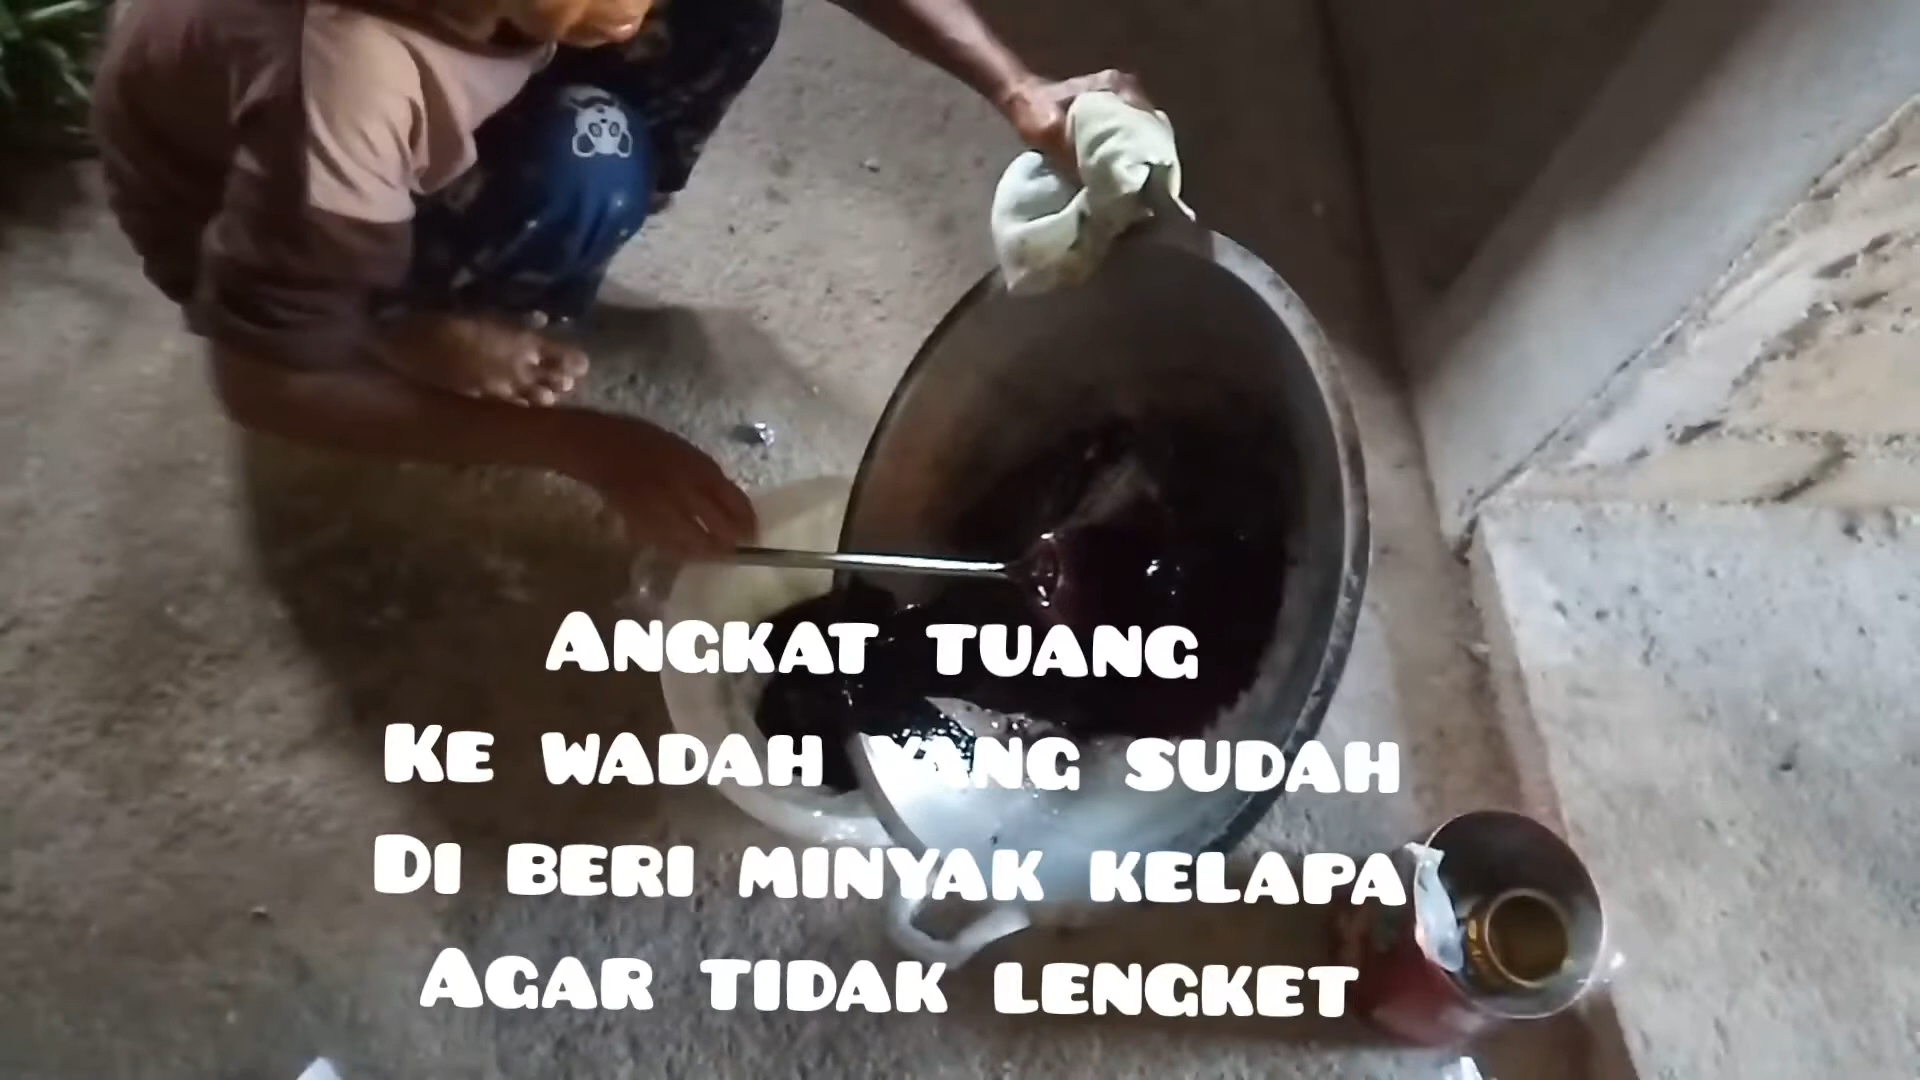 ANGKAT TUANG
KE WADAH YANG SUDAH
DI BERI MINYAK KELAPA
AGAR TIDAK LENGKET